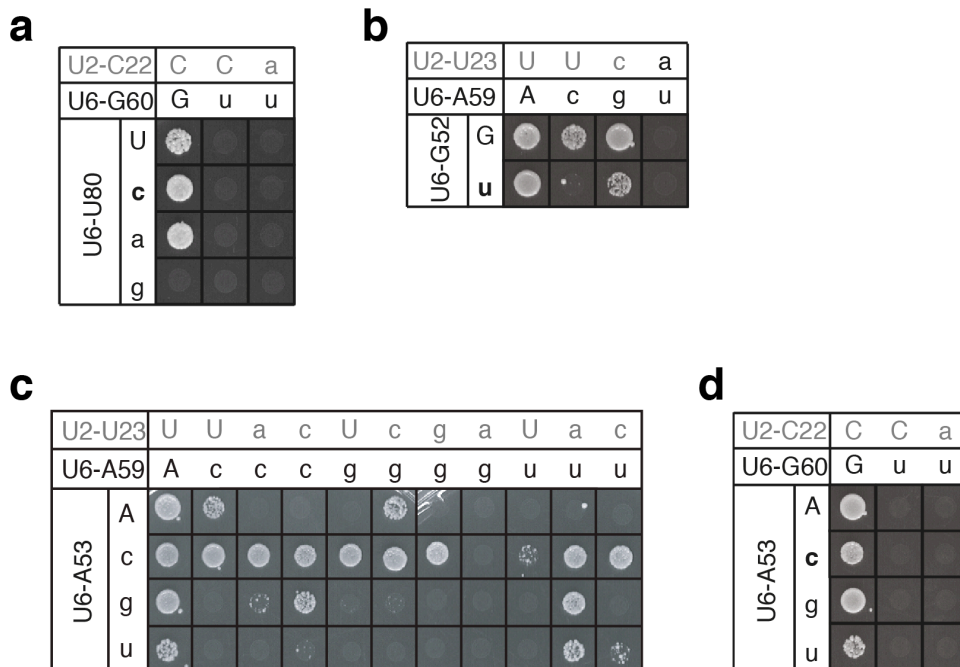 a
U2-C22 C C a
U6-G60 G u u
U6-U80
U
c
a
g
b
U2-U23 U U c a
U6-A59 A c g u
U6-G52
G
u
c
U2-U23 U U a c U c g a U a c
U6-A59 A c c c g g g g u u u
U6-A53
A
c
g
u
d
U2-C22 C C a
U6-G60 G u u
U6-A53
A
c
g
u